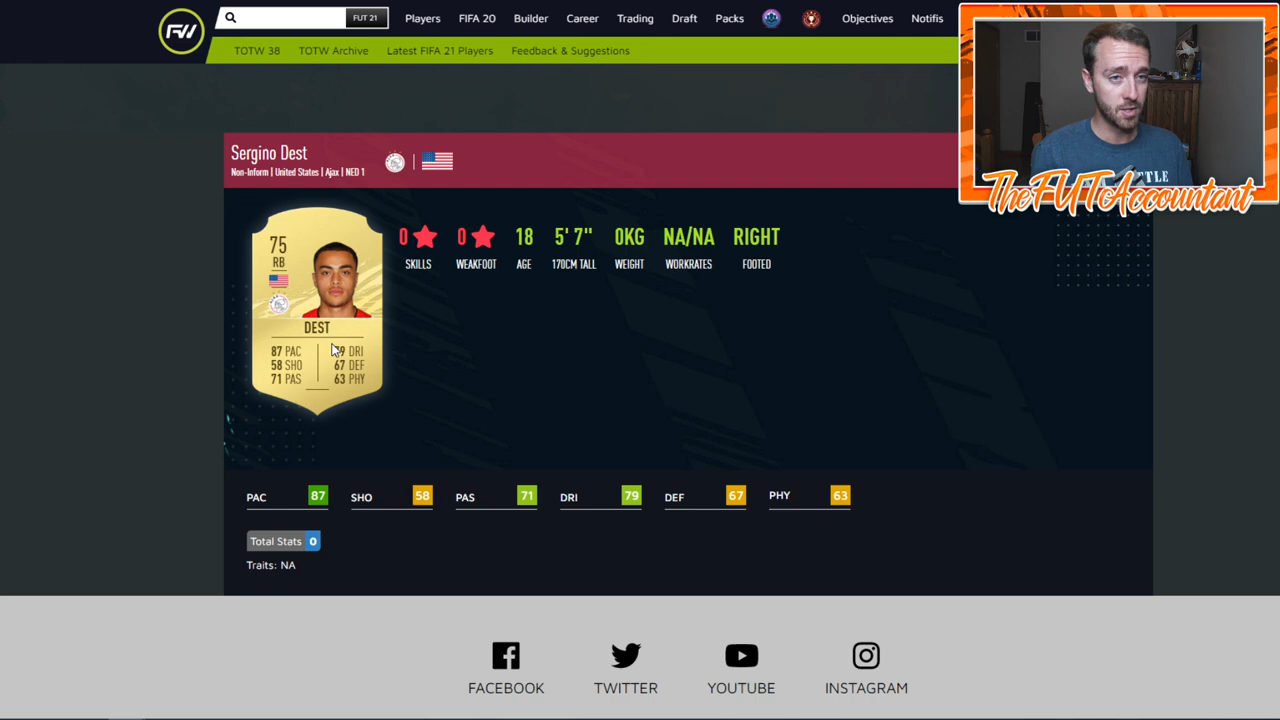 FW
FUT 21
Players
FIFA 20
Builder
Career
Trading
Draft
Packs
Objectives
Notifis
TOTW 38
TOTW Archive
Latest FIFA 21 Players
Feedback & Suggestions
TheFUTAccountant
Sergino Dest
Non-Inform | United States | Ajax | NED 1
75
RB
DEST
87 PAC
58 SHO
71 PAS
DRI
67 DEF
63 PHY
0
SKILLS
0
WEAKFOOT
18
AGE
5' 7"
170CM TALL
0KG
WEIGHT
NA/NA
WORKRATES
RIGHT
FOOTED
PAC 87
SHO 58
PAS 71
DRI 79
DEF 67
PHY 63
Total Stats 0
Traits: NA
FACEBOOK
TWITTER
YOUTUBE
INSTAGRAM